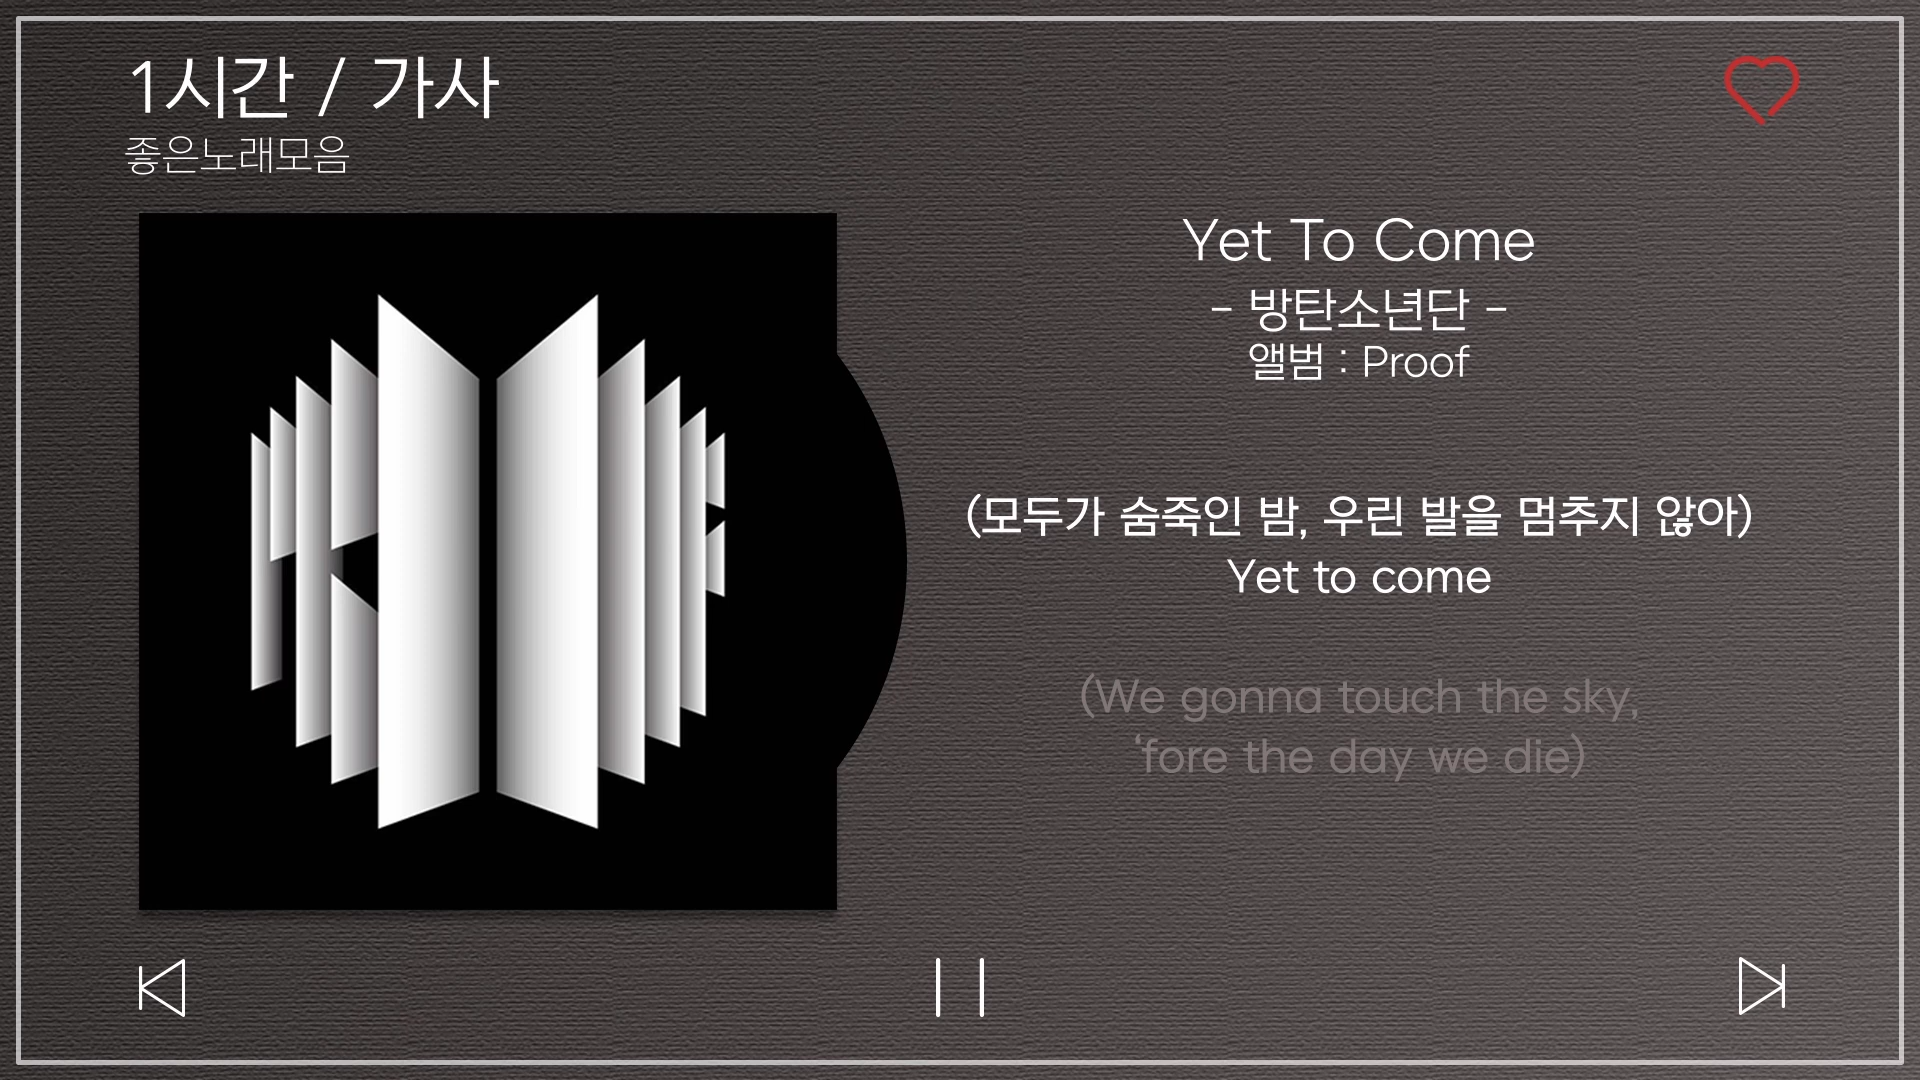 1시간 / 가사
좋은노래모음
Yet To Come
- 방탄소년단 -
앨범 : Proof
(모두가 숨죽인 밤, 우린 발을 멈추지 않아)
Yet to come
(We gonna touch the sky,
‘fore the day we die)